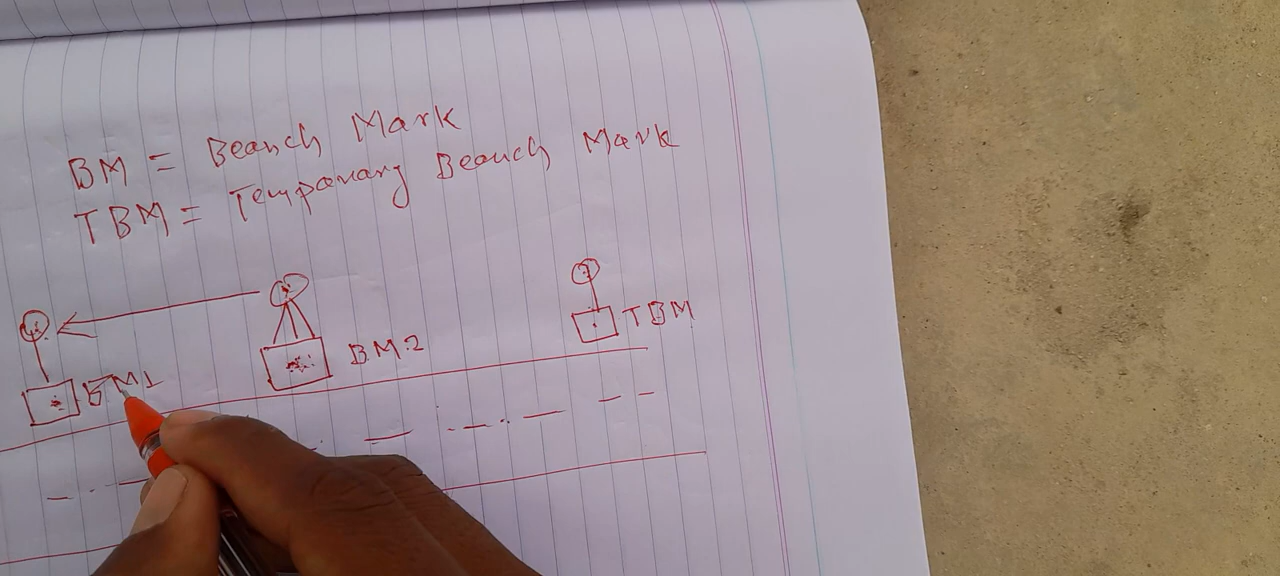 BM = Beanch Mark
TBM = Temporary Beanch Mark
TBM
BM2
BM1